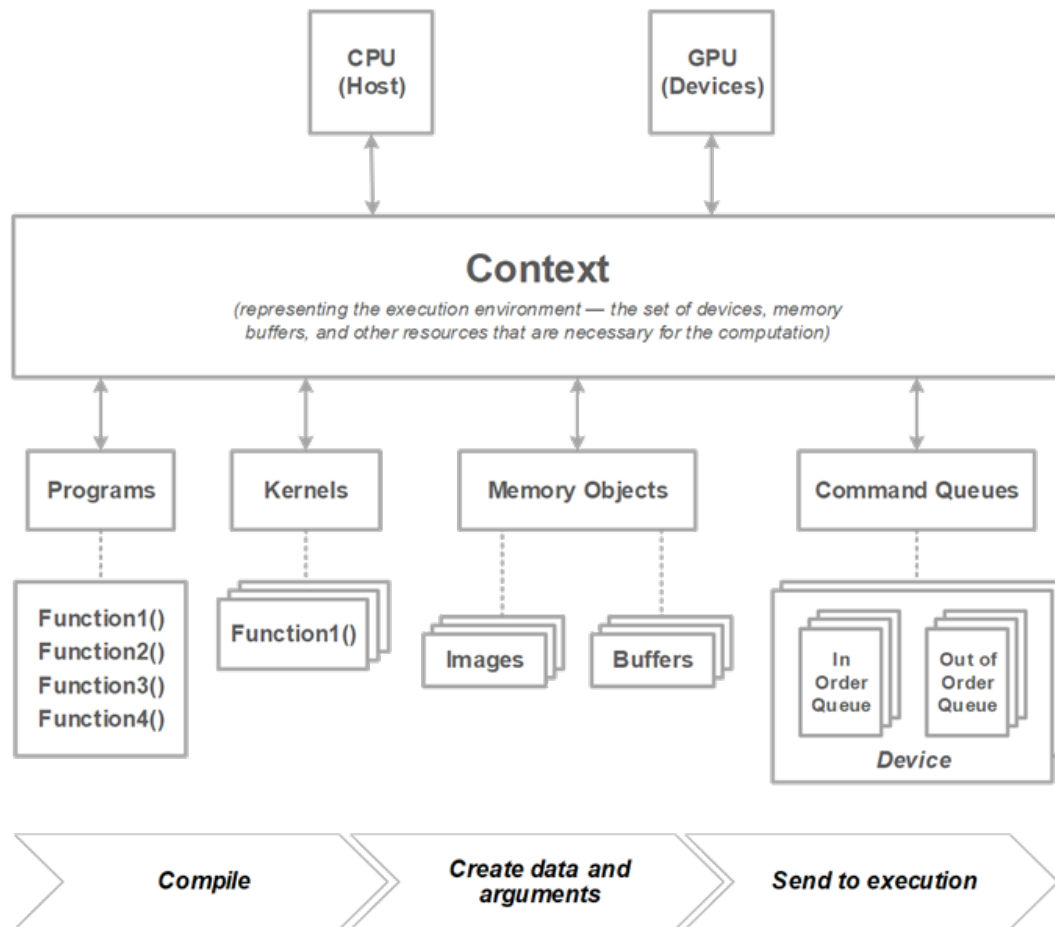 CPU
(Host)
GPU
(Devices)
Context
(representing the execution environment — the set of devices, memory
buffers, and other resources that are necessary for the computation)
Programs
Kernels
Memory Objects
Command Queues
Function1()
Function2()
Function3()
Function4()
Function1()
Images
Buffers
In
Order
Queue
Out of
Order
Queue
Device
Compile
Create data and
arguments
Send to execution